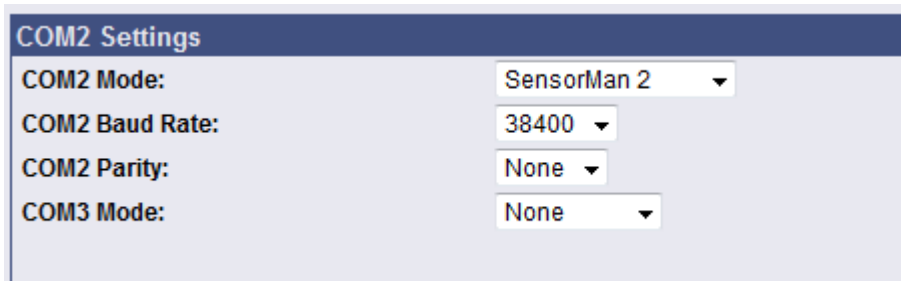 COM2 Settings
COM2 Mode: SensorMan 2
COM2 Baud Rate: 38400
COM2 Parity: None
COM3 Mode: None